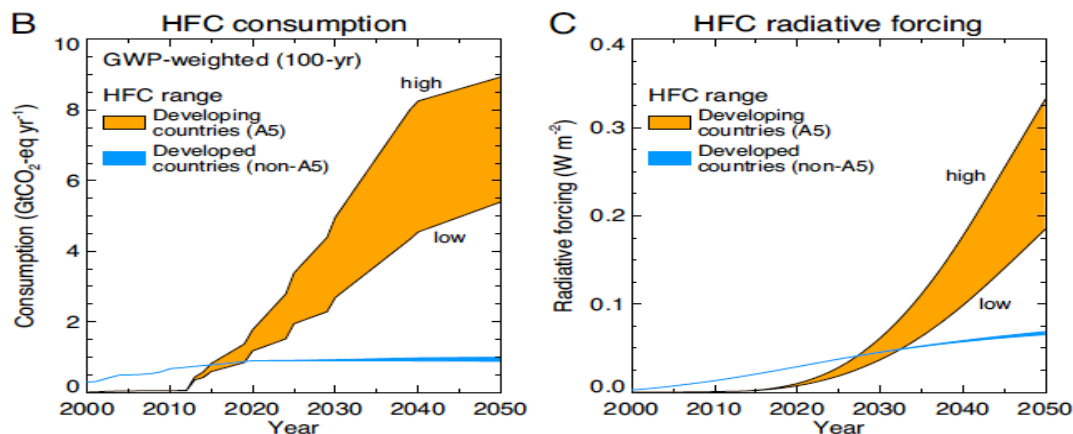 B HFC consumption
10
8
6
4
2
0
Consumption (GtCO₂-eq yr⁻¹)
GWP-weighted (100-yr)
HFC range
Developing
countries (A5)
Developed
countries (non-A5)
high
low
2000 2010 2020 2030 2040 2050
Year
C HFC radiative forcing
0.4
0.3
0.2
0.1
0.0
Radiative forcing (W m⁻²)
HFC range
Developing
countries (A5)
Developed
countries (non-A5)
high
low
2000 2010 2020 2030 2040 2050
Year